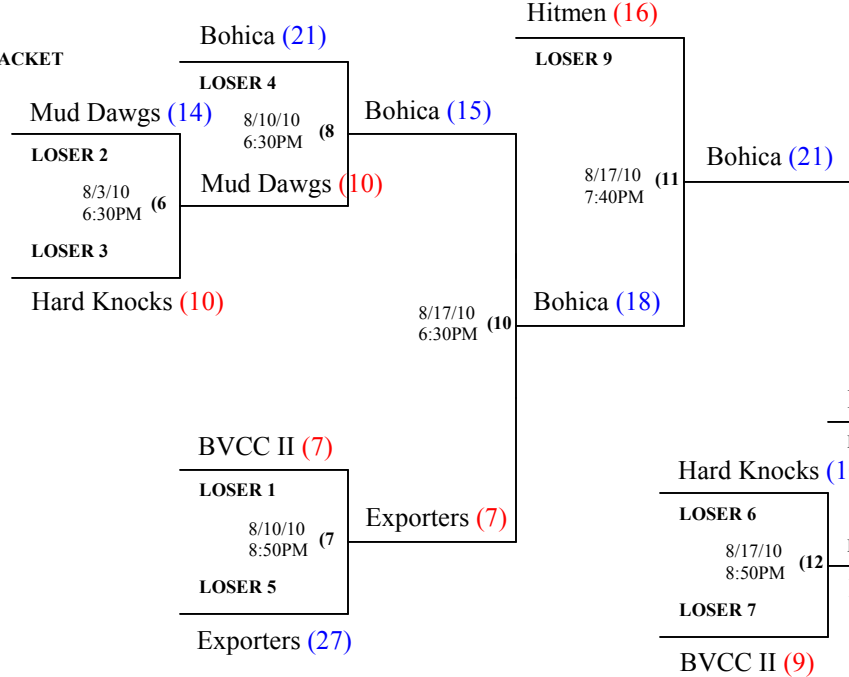 Hitmen (16)
Bohica (21)
LOSER 9
ACKET
LOSER 4
Mud Dawgs (14)
8/10/10
6:30PM
(8
Bohica (15)
LOSER 2
Bohica (21)
8/17/10
7:40PM
(11
8/3/10
6:30PM
(6
Mud Dawgs (10)
LOSER 3
Hard Knocks (10)
Bohica (18)
8/17/10
6:30PM
(10
BVCC II (7)
Hard Knocks (1
LOSER 1
LOSER 6
Exporters (7)
8/10/10
8:50PM
(7
8/17/10
8:50PM
(12
LOSER 5
LOSER 7
Exporters (27)
BVCC II (9)